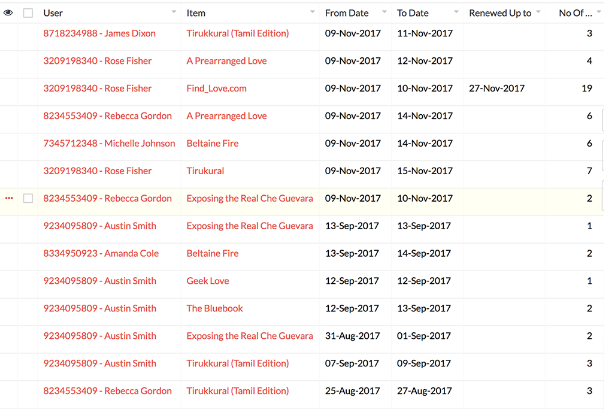 User Item From Date To Date Renewed Up to No Of ...
8718234988 - James Dixon Tirukkural (Tamil Edition) 09-Nov-2017 11-Nov-2017 3
3209198340 - Rose Fisher A Prearranged Love 09-Nov-2017 12-Nov-2017 4
3209198340 - Rose Fisher Find_Love.com 09-Nov-2017 10-Nov-2017 27-Nov-2017 19
8234553409 - Rebecca Gordon A Prearranged Love 09-Nov-2017 14-Nov-2017 6
7345712348 - Michelle Johnson Beltaine Fire 09-Nov-2017 14-Nov-2017 6
3209198340 - Rose Fisher Tirukural 09-Nov-2017 15-Nov-2017 7
8234553409 - Rebecca Gordon Exposing the Real Che Guevara 09-Nov-2017 10-Nov-2017 2
9234095809 - Austin Smith Exposing the Real Che Guevara 13-Sep-2017 13-Sep-2017 1
8334950923 - Amanda Cole Beltaine Fire 13-Sep-2017 14-Sep-2017 2
9234095809 - Austin Smith Geek Love 12-Sep-2017 12-Sep-2017 1
9234095809 - Austin Smith The Bluebook 12-Sep-2017 13-Sep-2017 2
9234095809 - Austin Smith Exposing the Real Che Guevara 31-Aug-2017 01-Sep-2017 2
9234095809 - Austin Smith Tirukkural (Tamil Edition) 07-Sep-2017 09-Sep-2017 3
8234553409 - Rebecca Gordon Tirukkural (Tamil Edition) 25-Aug-2017 27-Aug-2017 3